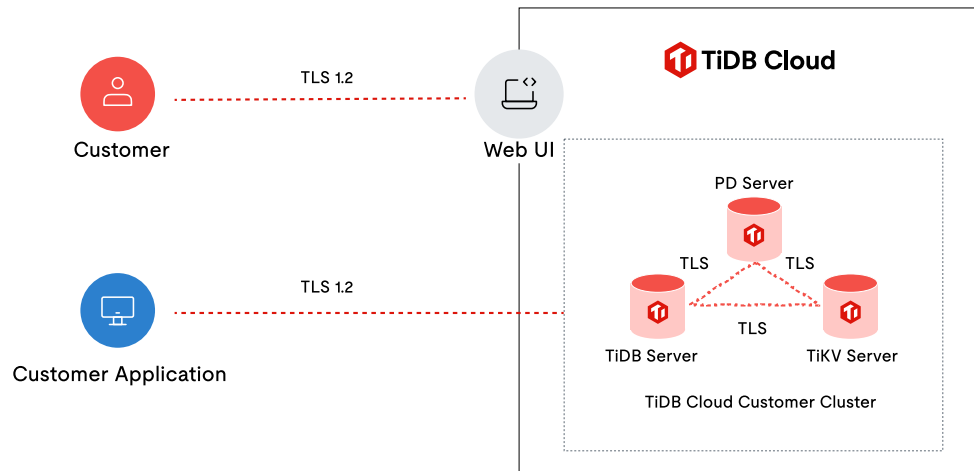 TiDB Cloud
TLS 1.2
Customer
Web UI
PD Server
TLS
TLS
TLS 1.2
TLS
TiDB Server
TiKV Server
Customer Application
TiDB Cloud Customer Cluster